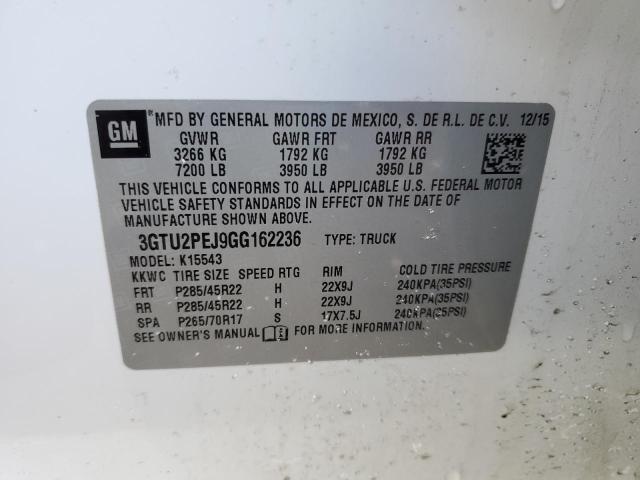 GM
MFD BY GENERAL MOTORS DE MEXICO, S. DE R.L. DE C.V. 12/15
GVWR GAWR FRT GAWR RR
3266 KG 1792 KG 1792 KG
7200 LB 3950 LB 3950 LB
THIS VEHICLE CONFORMS TO ALL APPLICABLE U.S. FEDERAL MOTOR
VEHICLE SAFETY STANDARDS IN EFFECT ON THE DATE OF
MANUFACTURE SHOWN ABOVE.
3GTU2PEJ9GG162236 TYPE: TRUCK
MODEL: K15543
KKWC TIRE SIZE SPEED RTG RIM COLD TIRE PRESSURE
FRT P285/45R22 H 22X9J 240KPA(35PSI)
RR P285/45R22 H 22X9J 240KPA(35PSI)
SPA P265/70R17 S 17X7.5J 240KPA(35PSI)
SEE OWNER'S MANUAL FOR MORE INFORMATION.